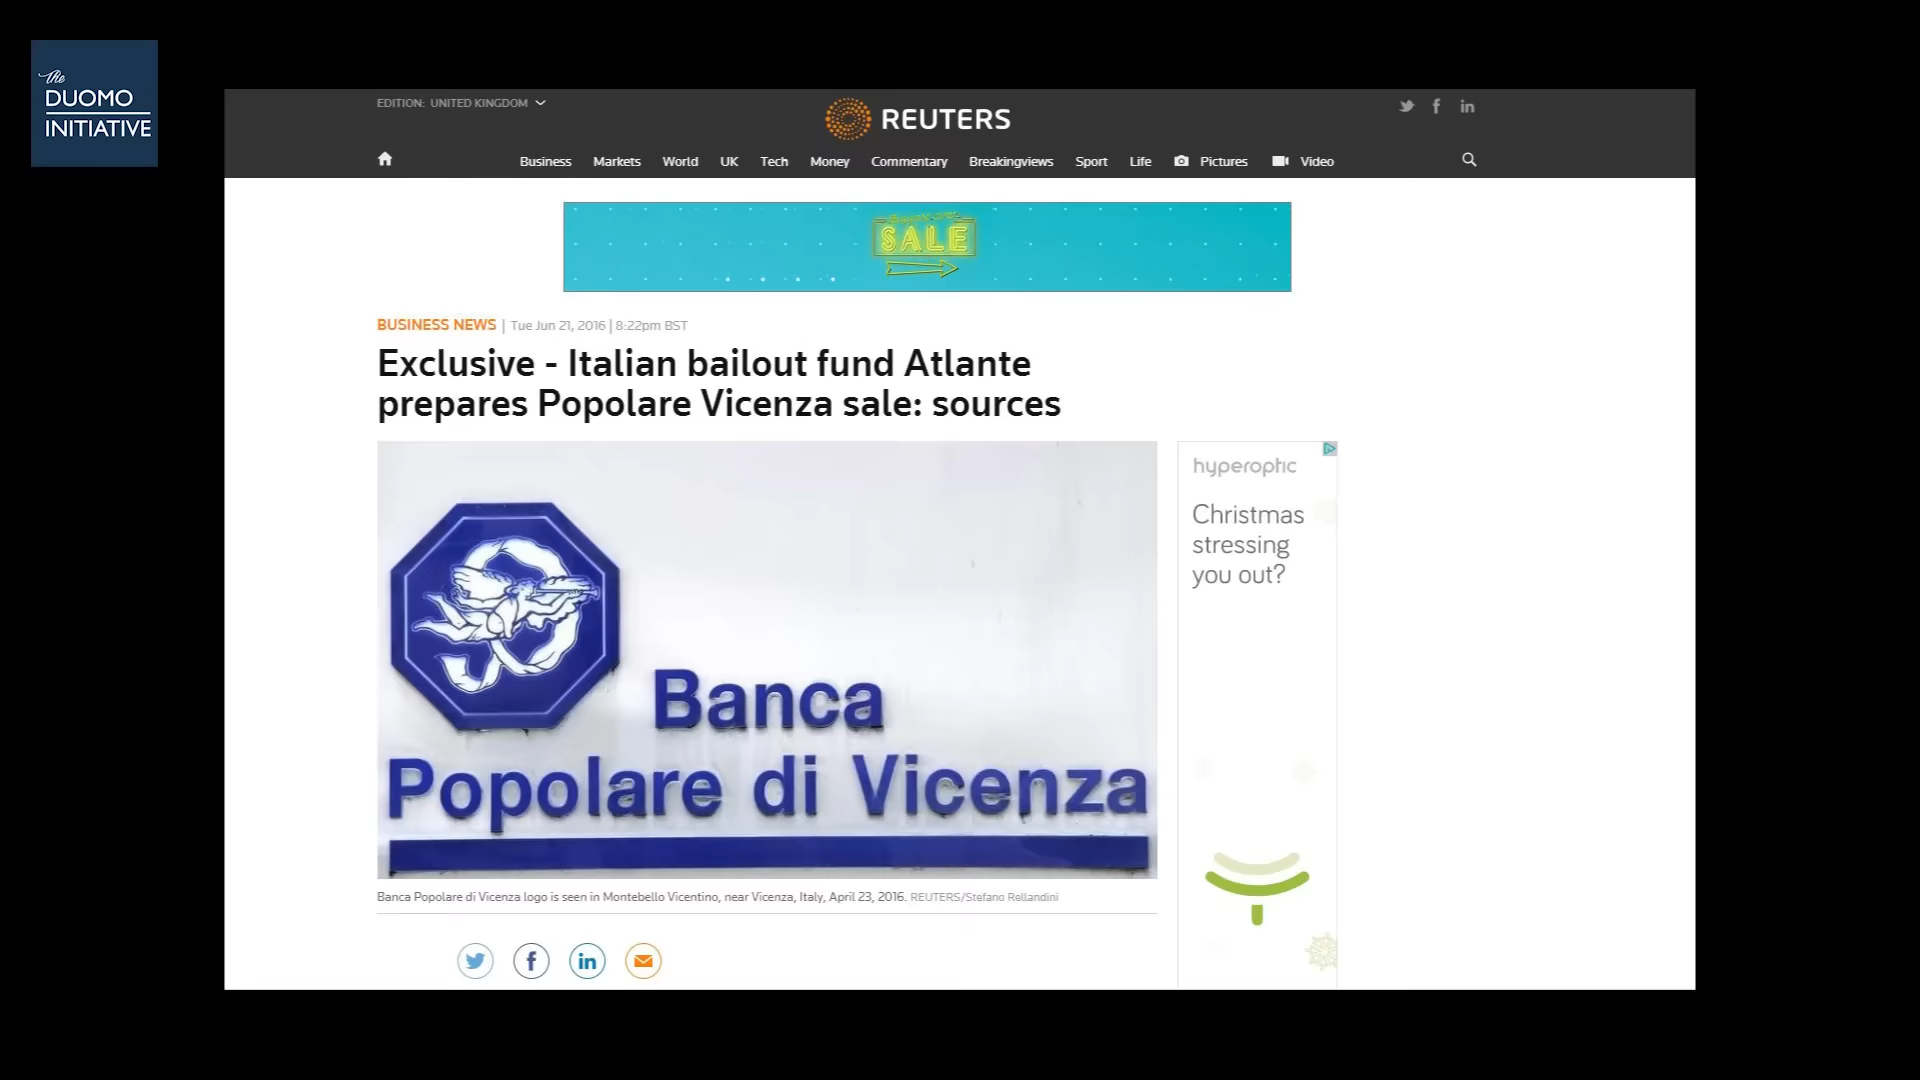 The
DUOMO
INITIATIVE
EDITION: UNITED KINGDOM
REUTERS
Business Markets World UK Tech Money Commentary Breakingviews Sport Life Pictures Video
SALE
BUSINESS NEWS | Tue Jun 21, 2016 | 8:22pm BST
Exclusive - Italian bailout fund Atlante
prepares Popolare Vicenza sale: sources
Banca
Popolare di Vicenza
Banca Popolare di Vicenza logo is seen in Montebello Vicentino, near Vicenza, Italy, April 23, 2016. REUTERS/Stefano Rellandini
hyperoptic
Christmas
stressing
you out?